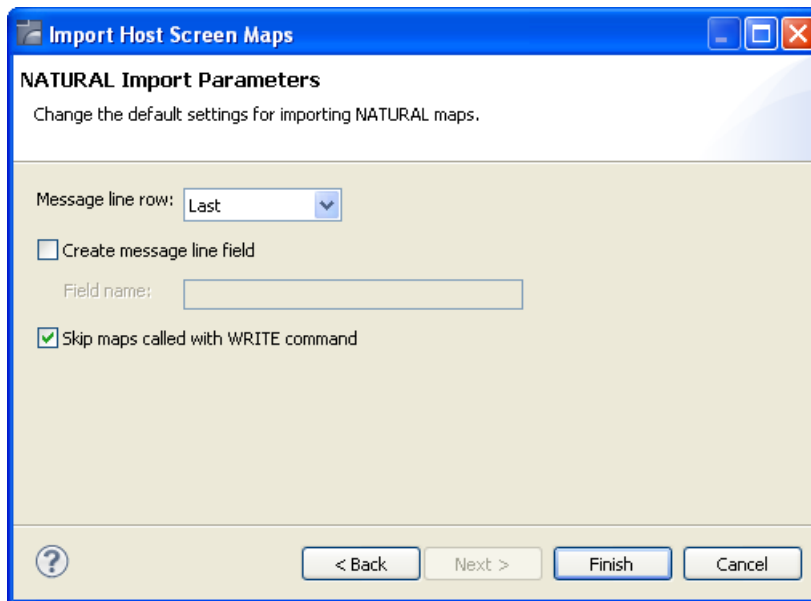 Import Host Screen Maps
NATURAL Import Parameters
Change the default settings for importing NATURAL maps.
Message line row: Last
Create message line field
Field name:
Skip maps called with WRITE command
? < Back Next > Finish Cancel